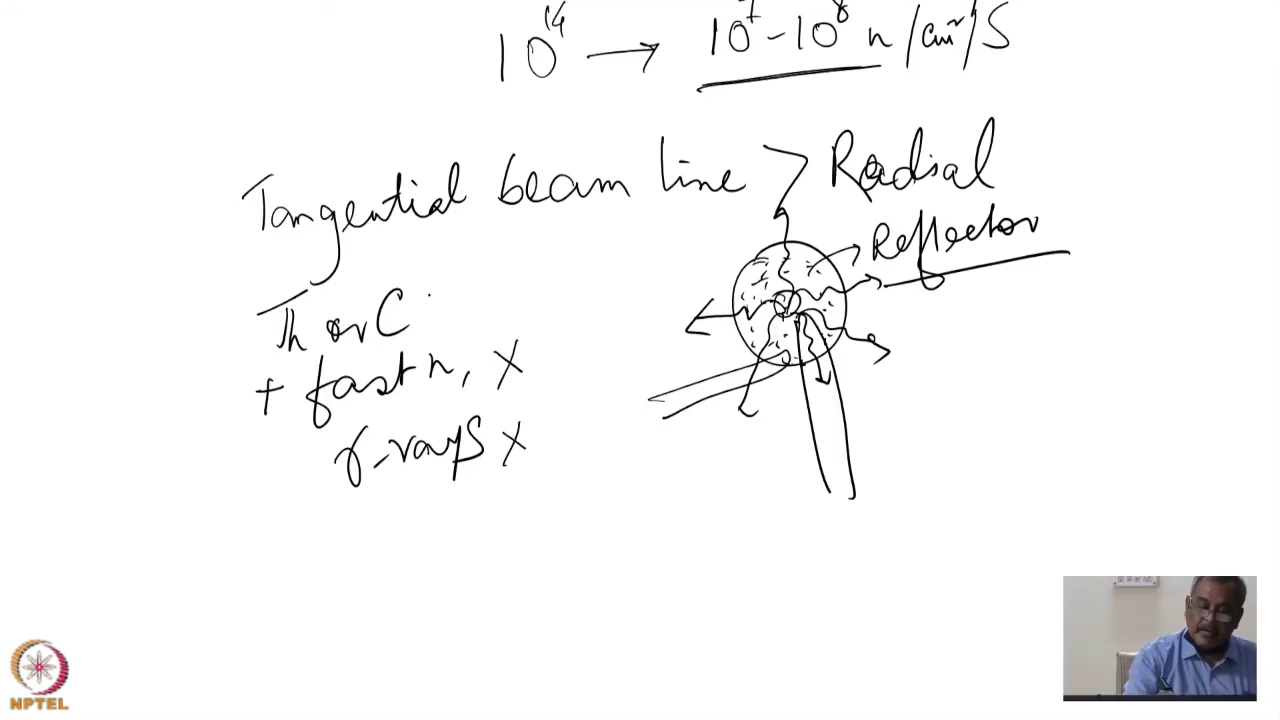 10^14 → 10^7 - 10^8 n/cm²/S
Tangential beam line > Radial
Reflector
Th or C
+ fast n, X
γ-rays X
NPTEL